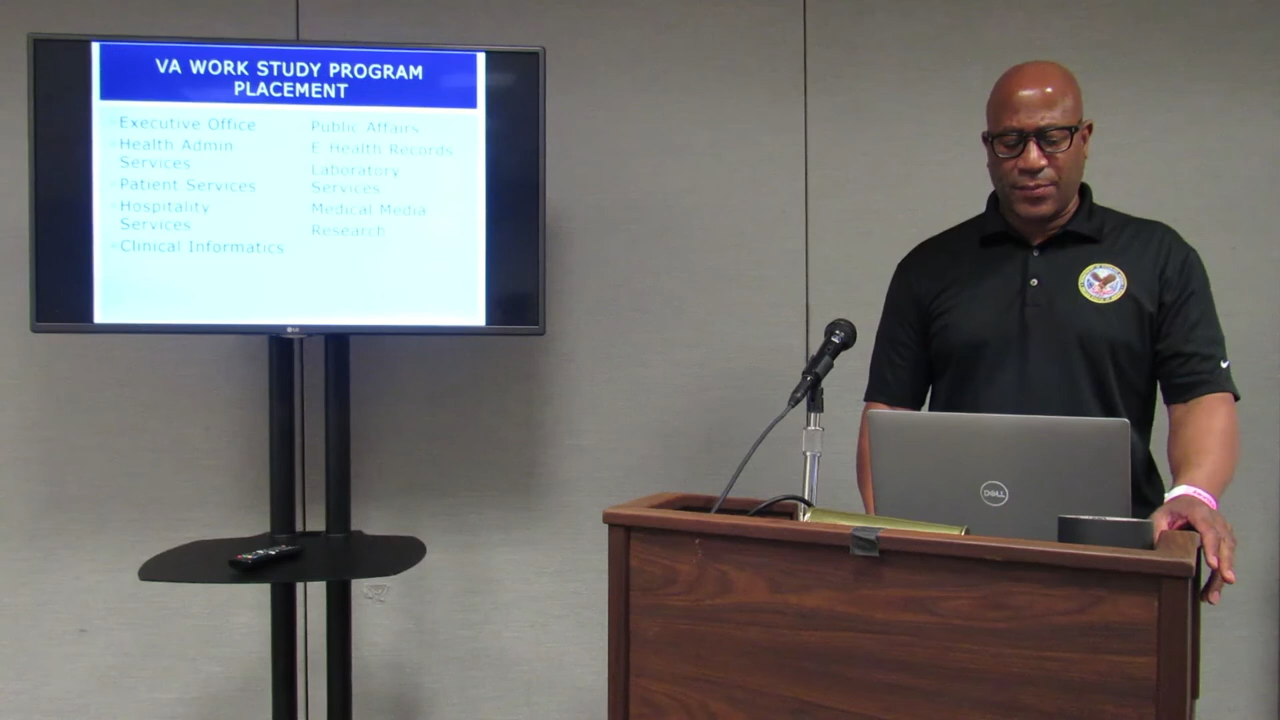 VA WORK STUDY PROGRAM
PLACEMENT
Executive Office
Health Admin
Services
Patient Services
Hospitality
Services
Clinical Informatics
Public Affairs
E Health Records
Laboratory
Services
Medical Media
Research
LG
DELL